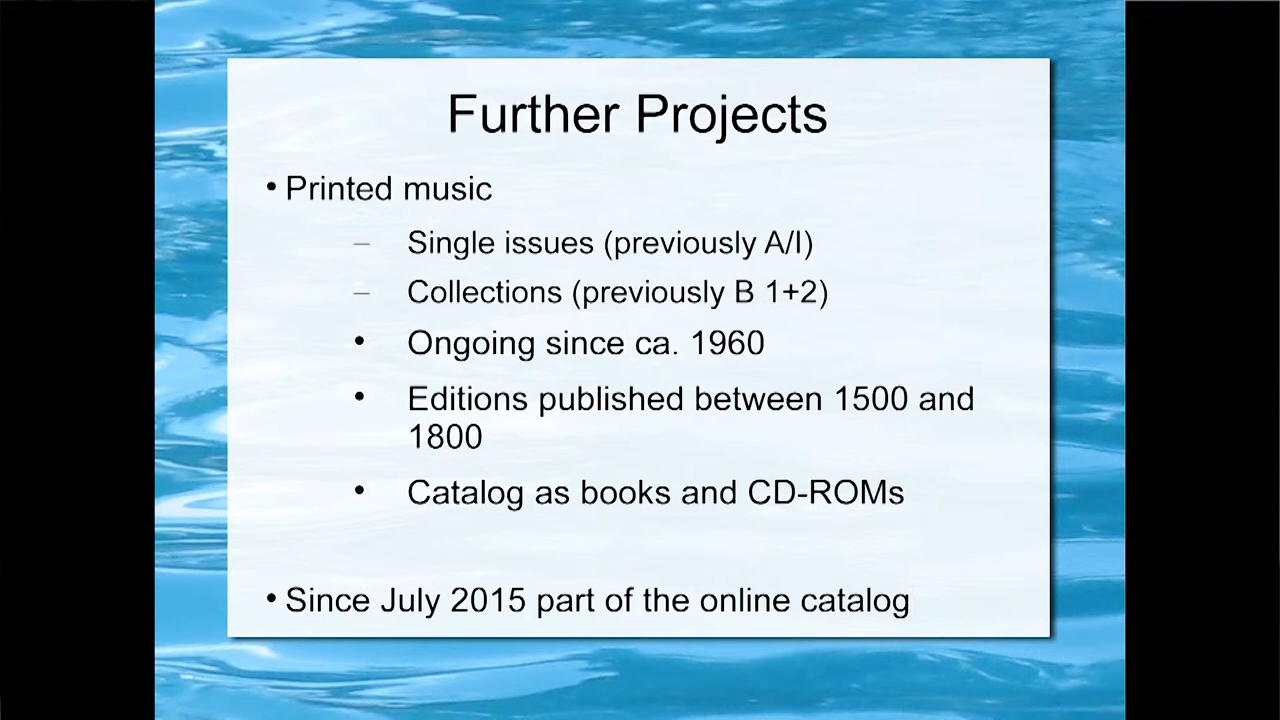 Further Projects
• Printed music
– Single issues (previously A/I)
– Collections (previously B 1+2)
• Ongoing since ca. 1960
• Editions published between 1500 and
1800
• Catalog as books and CD-ROMs
• Since July 2015 part of the online catalog